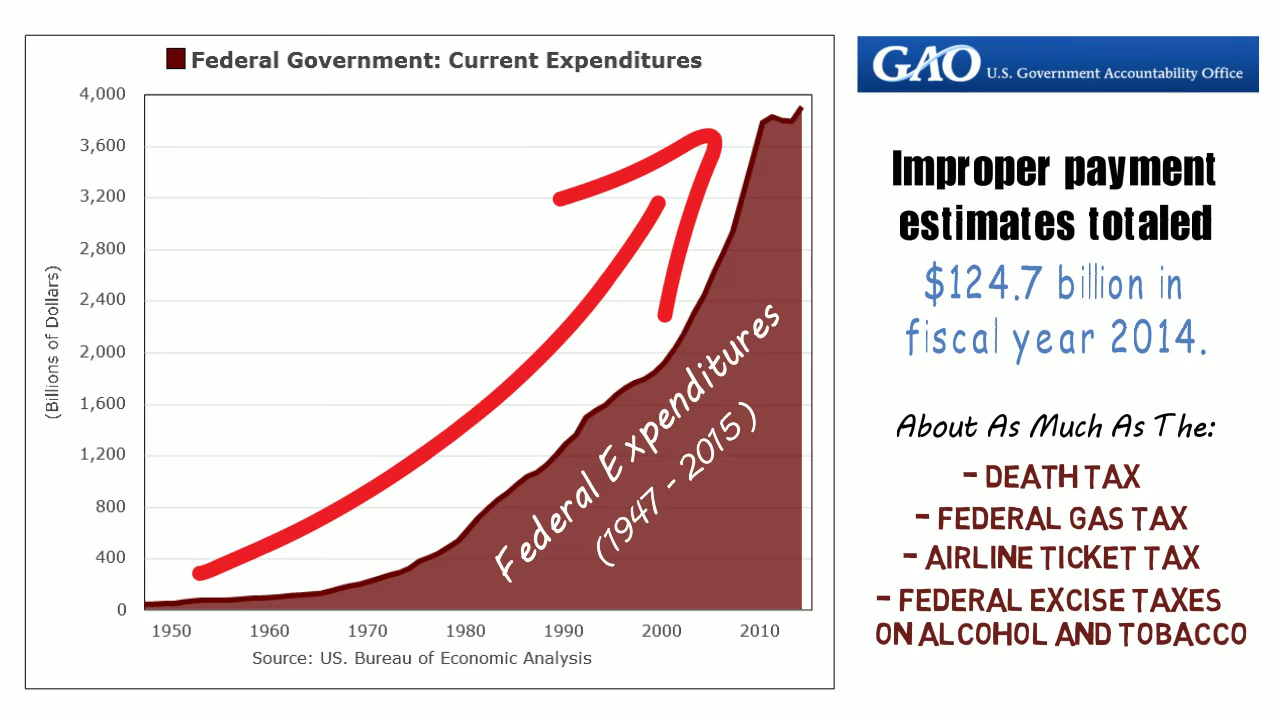 Federal Government: Current Expenditures
4,000
3,600
3,200
2,800
2,400
2,000
1,600
1,200
800
400
0
(Billions of Dollars)
1950 1960 1970 1980 1990 2000 2010
Source: US. Bureau of Economic Analysis
Federal Expenditures
(1947 - 2015)
GAO U.S. Government Accountability Office
Improper payment
estimates totaled
$124.7 billion in
fiscal year 2014.
About As Much As The:
- DEATH TAX
- FEDERAL GAS TAX
- AIRLINE TICKET TAX
- FEDERAL EXCISE TAXES
ON ALCOHOL AND TOBACCO